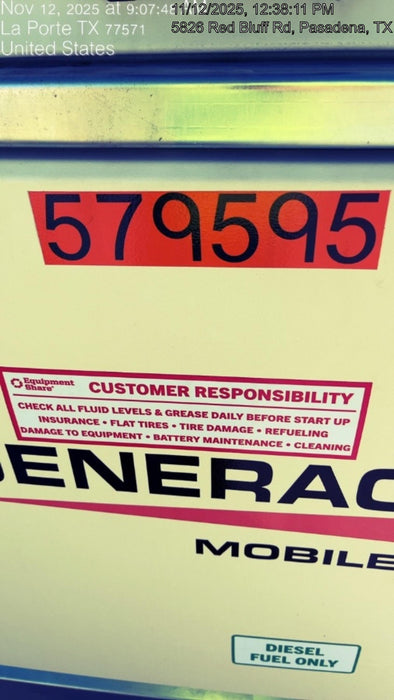 Nov 12, 2025 at 9:07:48
11/12/2025, 12:38:11 PM
La Porte TX 77571
5826 Red Bluff Rd, Pasadena, TX
United States
579595
Equipment
Share
CUSTOMER RESPONSIBILITY
CHECK ALL FLUID LEVELS & GREASE DAILY BEFORE START UP
INSURANCE • FLAT TIRES • TIRE DAMAGE • REFUELING
DAMAGE TO EQUIPMENT • BATTERY MAINTENANCE • CLEANING
ENERAC
MOBILE
DIESEL
FUEL ONLY